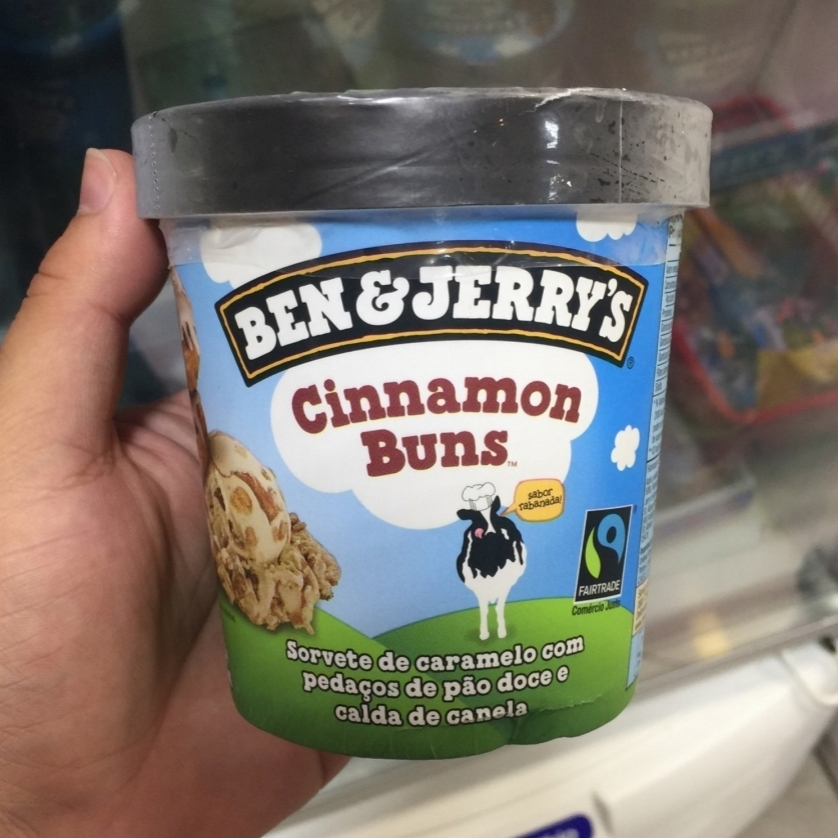 BEN & JERRY'S
Cinnamon
Buns™
sabor
rabanada!
FAIRTRADE
Comércio Justo
Sorvete de caramelo com
pedaços de pão doce e
calda de canela